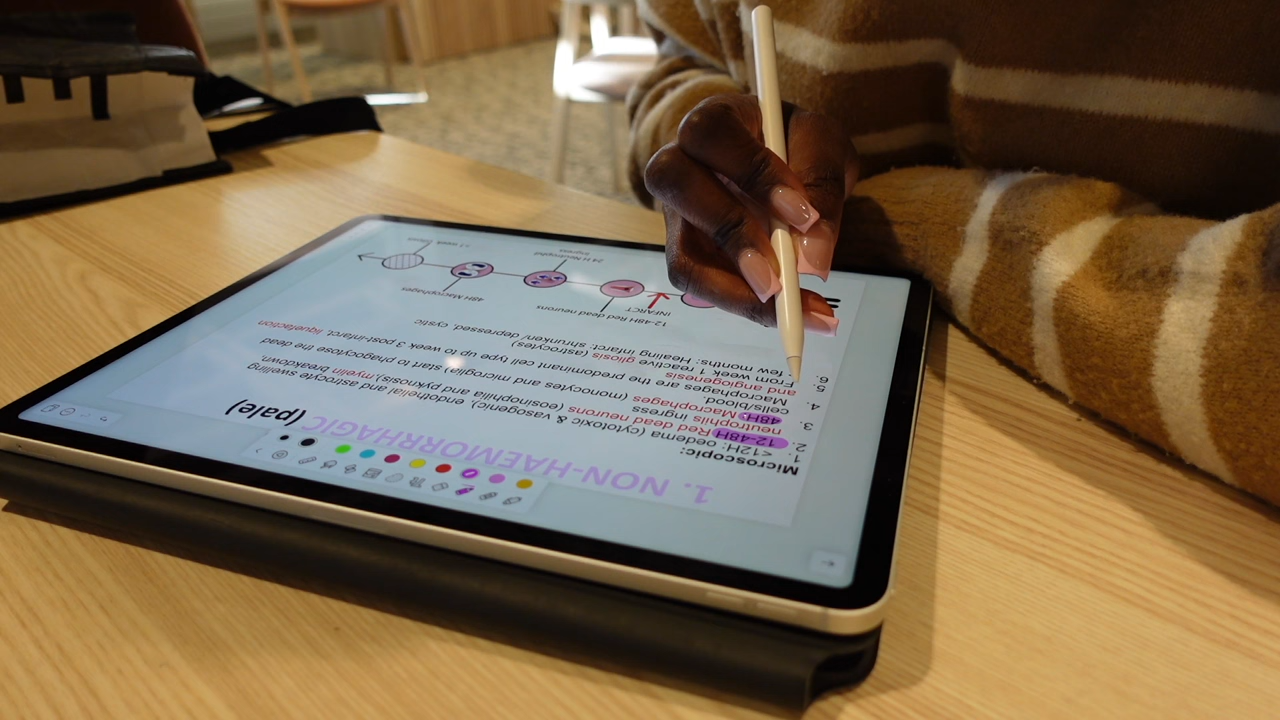 1. NON-HAEMORRHAGIC (pale)
Microscopic:
1. <12H: oedema (cytotoxic & vasogenic), endothelial and astrocyte swelling
2. 12-48H: Red dead neurons (eosinophilia and pyknosis) myelin breakdown,
neutrophils ingress
3. 48H: Macrophages (monocytes and microglia) start to phagocytose the dead
cells/blood.
4. Macrophages are the predominant cell type up to week 3 post-infarct, liquefaction
and angiogenesis
5. From week 1 reactive gliosis (astrocytes)
6. few months: Healing infarct: shrunken/ depressed, cystic
INFARCT
12-48H Red dead neurons
24 H Neutrophil
ingress
48H Macrophages
week